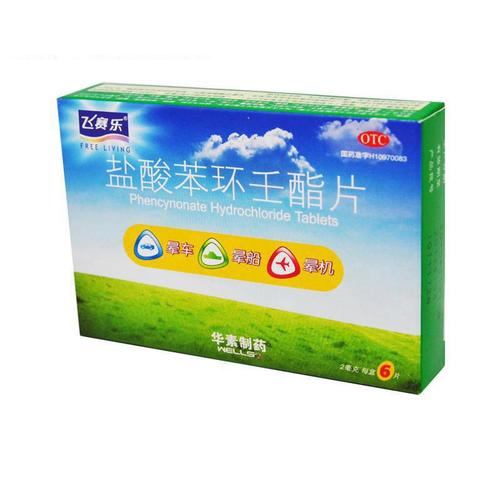 飞赛乐
FREE LIVING
OTC
国药准字H10970083
盐酸苯环壬酯片
Phencynonate Hydrochloride Tablets
晕车 晕船 晕机
华素制药
WELLS
2毫克 每盒6片